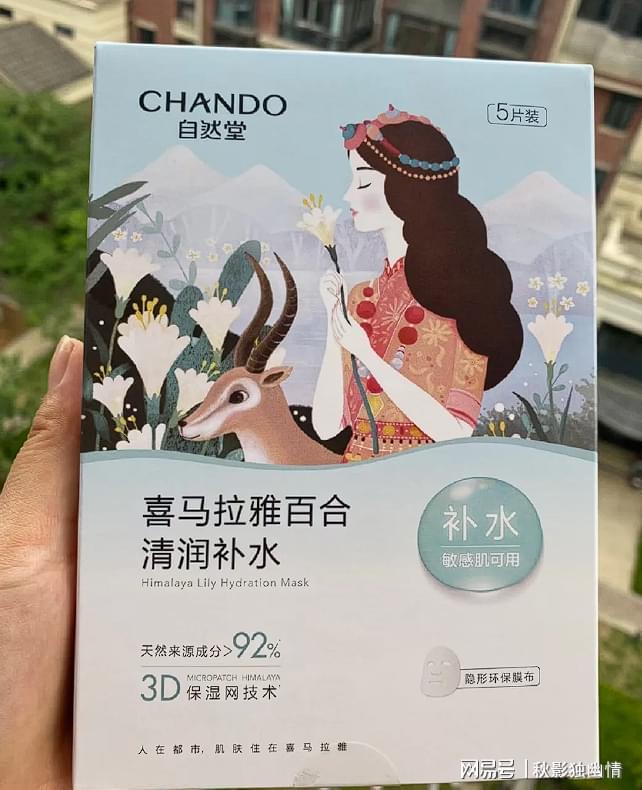 CHANDO
自然堂
5片装
喜马拉雅百合
清润补水
Himalaya Lily Hydration Mask
补水
敏感肌可用
天然来源成分>92%*
3D MICROPATCH HIMALAYA
保湿网技术*
隐形环保膜布
人在都市，肌肤住在喜马拉雅
网易号 | 秋影独幽情